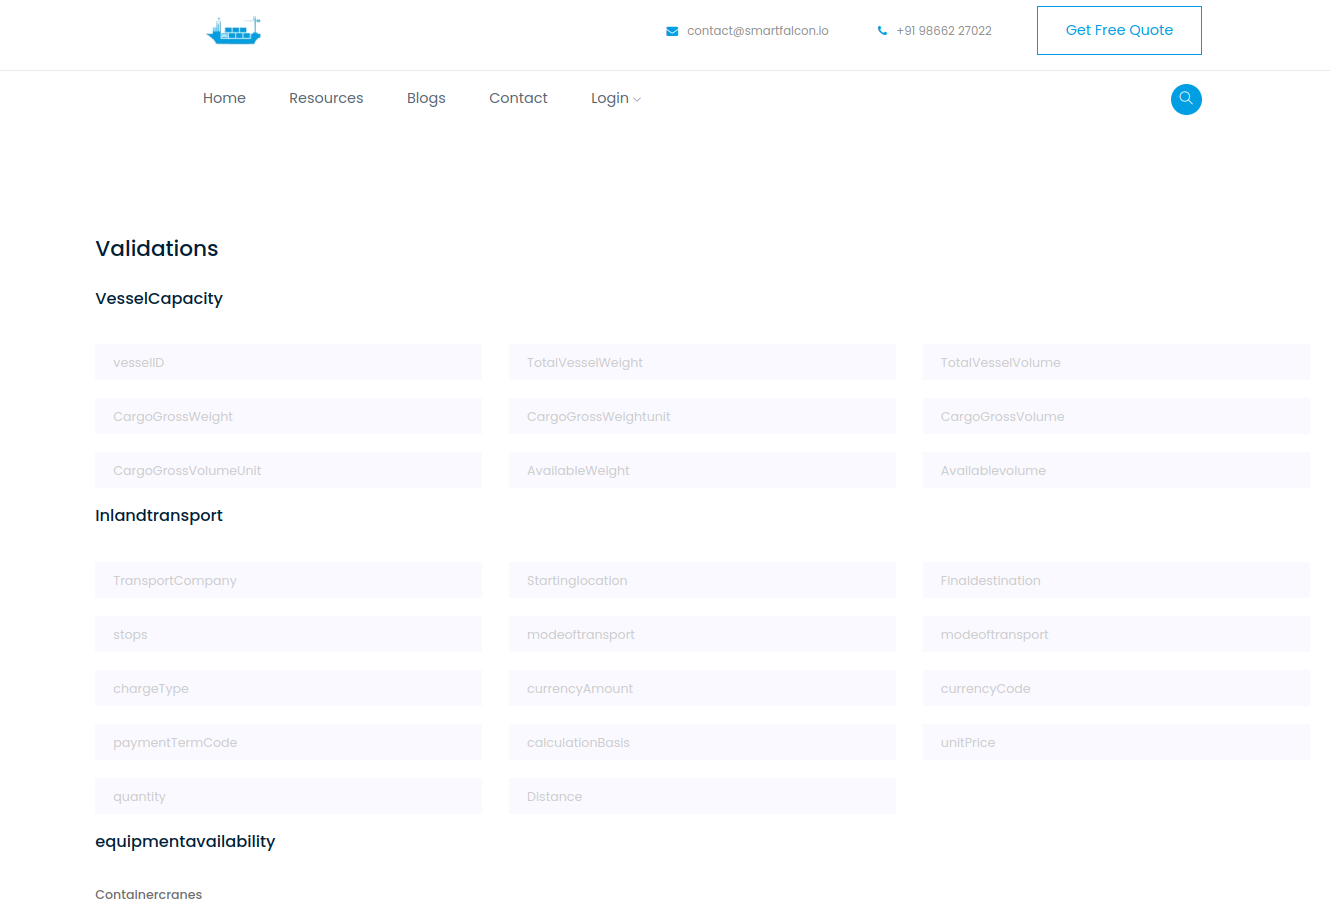 contact@smartfalcon.io +91 98662 27022 Get Free Quote
Home Resources Blogs Contact Login
Validations
VesselCapacity
vesselID TotalVesselWeight TotalVesselVolume
CargoGrossWeight CargoGrossWeightunit CargoGrossVolume
CargoGrossVolumeUnit AvailableWeight Availablevolume
Inlandtransport
TransportCompany Startinglocation Finaldestination
stops modeoftransport modeoftransport
chargeType currencyAmount currencyCode
paymentTermCode calculationBasis unitPrice
quantity Distance
equipmentavailability
Containercranes